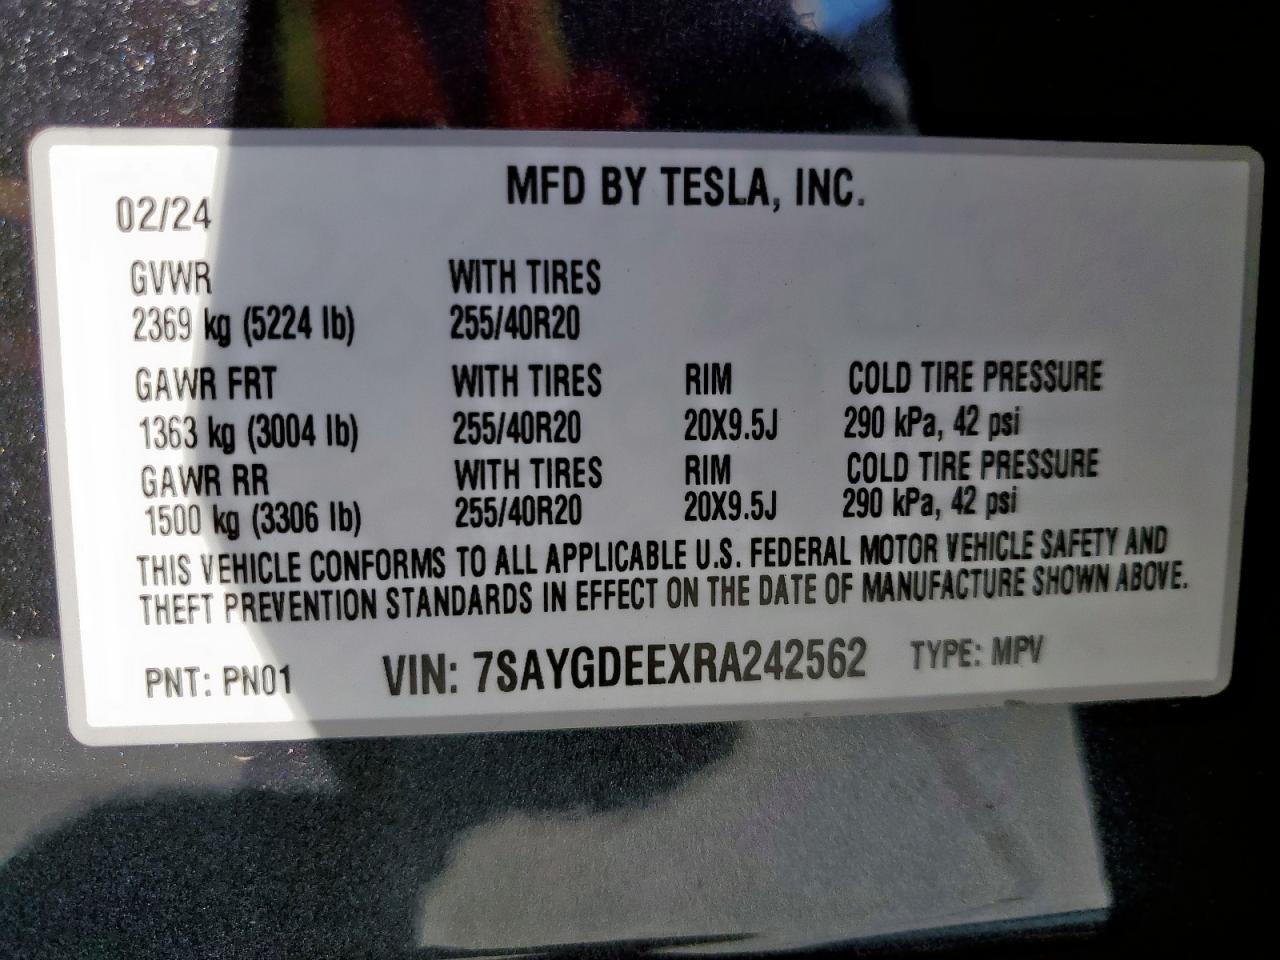 MFD BY TESLA, INC.
02/24
GVWR WITH TIRES
2369 kg (5224 lb) 255/40R20
GAWR FRT WITH TIRES RIM COLD TIRE PRESSURE
1363 kg (3004 lb) 255/40R20 20X9.5J 290 kPa, 42 psi
GAWR RR WITH TIRES RIM COLD TIRE PRESSURE
1500 kg (3306 lb) 255/40R20 20X9.5J 290 kPa, 42 psi
THIS VEHICLE CONFORMS TO ALL APPLICABLE U.S. FEDERAL MOTOR VEHICLE SAFETY AND
THEFT PREVENTION STANDARDS IN EFFECT ON THE DATE OF MANUFACTURE SHOWN ABOVE.
PNT: PN01 VIN: 7SAYGDEEXRA242562 TYPE: MPV